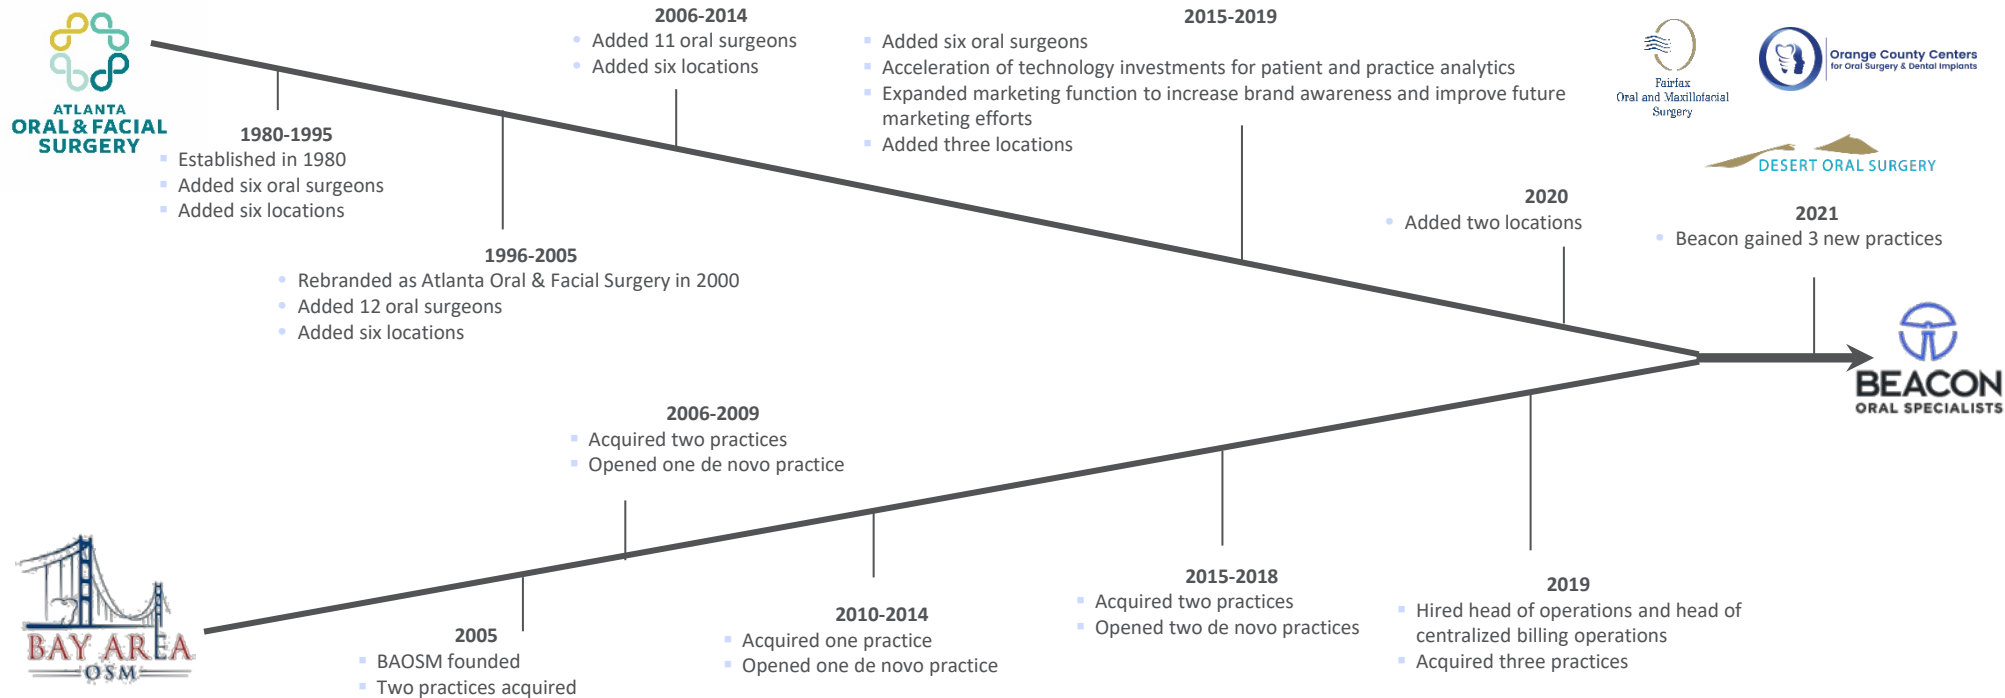 ATLANTA
ORAL & FACIAL
SURGERY
1980-1995
Established in 1980
Added six oral surgeons
Added six locations
1996-2005
Rebranded as Atlanta Oral & Facial Surgery in 2000
Added 12 oral surgeons
Added six locations
2006-2014
Added 11 oral surgeons
Added six locations
2015-2019
Added six oral surgeons
Acceleration of technology investments for patient and practice analytics
Expanded marketing function to increase brand awareness and improve future
marketing efforts
Added three locations
2020
Added two locations
Fairfax
Oral and Maxillofacial
Surgery
Orange County Centers
for Oral Surgery & Dental Implants
DESERT ORAL SURGERY
2021
Beacon gained 3 new practices
BEACON
ORAL SPECIALISTS
BAY AREA
OSM
2005
BAOSM founded
Two practices acquired
2006-2009
Acquired two practices
Opened one de novo practice
2010-2014
Acquired one practice
Opened one de novo practice
2015-2018
Acquired two practices
Opened two de novo practices
2019
Hired head of operations and head of
centralized billing operations
Acquired three practices